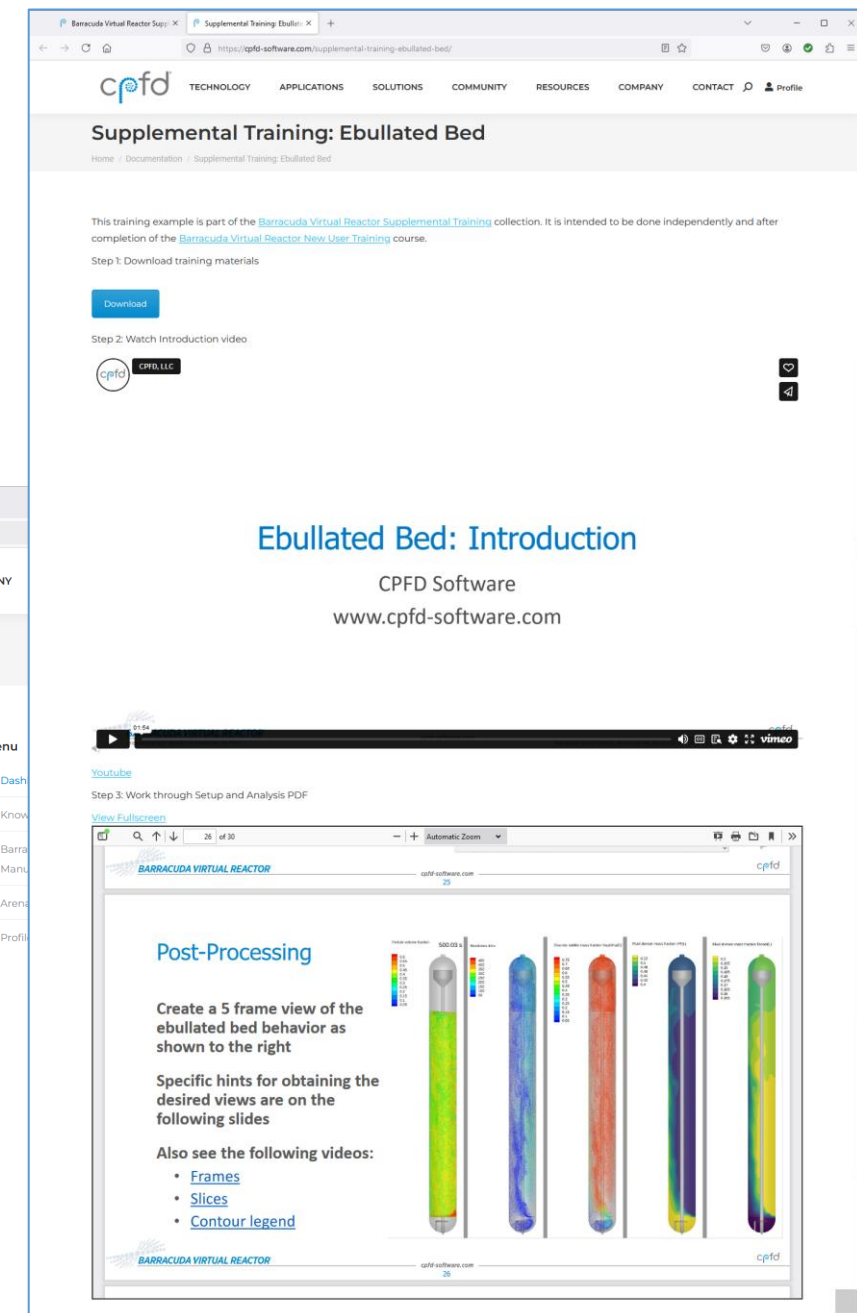 Barracuda Virtual Reactor Suppl
Supplemental Training: Ebullate
https://cpfd-software.com/supplemental-training-ebullated-bed/
cpfd
TECHNOLOGY APPLICATIONS SOLUTIONS COMMUNITY RESOURCES COMPANY CONTACT Profile
Supplemental Training: Ebullated Bed
Home / Documentation / Supplemental Training: Ebullated Bed
This training example is part of the Barracuda Virtual Reactor Supplemental Training collection. It is intended to be done independently and after
completion of the Barracuda Virtual Reactor New User Training course.
Step 1: Download training materials
Download
Step 2: Watch Introduction video
cpfd CPFD, LLC
Ebullated Bed: Introduction
CPFD Software
www.cpfd-software.com
01:54
BARRACUDA VIRTUAL REACTOR
cpfd
vimeo
Youtube
Step 3: Work through Setup and Analysis PDF
View Fullscreen
26 of 30
Automatic Zoom
BARRACUDA VIRTUAL REACTOR
cpfd-software.com
25
cpfd
Post-Processing
Create a 5 frame view of the
ebullated bed behavior as
shown to the right
Specific hints for obtaining the
desired views are on the
following slides
Also see the following videos:
• Frames
• Slices
• Contour legend
500.03 s
BARRACUDA VIRTUAL REACTOR
cpfd-software.com
26
cpfd
NY
enu
Dash
Know
Barra
Manu
Arena
Profil